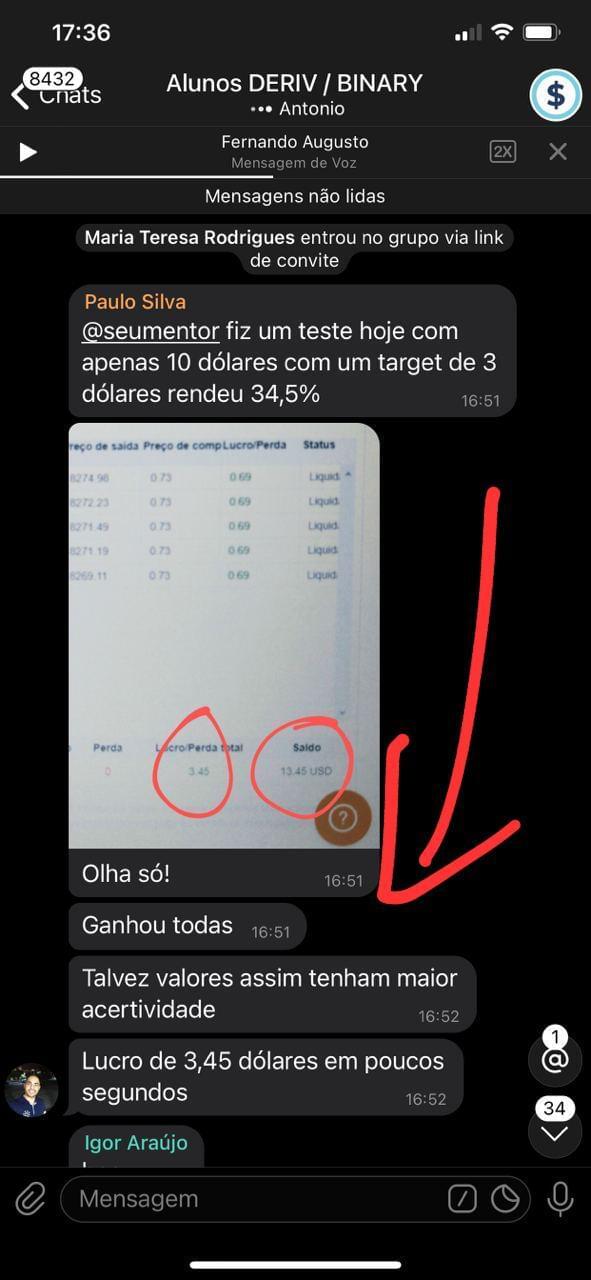 17:36
8432
Chats
Alunos DERIV / BINARY
••• Antonio
$
Fernando Augusto
Mensagem de Voz
2X
Mensagens não lidas
Maria Teresa Rodrigues entrou no grupo via link
de convite
Paulo Silva
@seumentor fiz um teste hoje com
apenas 10 dólares com um target de 3
dólares rendeu 34,5%
16:51
reço de saída Preço de comp Lucro/Perda Status
8274.98 0.73 0.69 Liquid
8272.23 0.73 0.69 Liquid
8271.49 0.73 0.69 Liquid
8271.19 0.73 0.69 Liquid
8269.11 0.73 0.69 Liquid
Perda Lucro/Perda total Saldo
0 3.45 13.45 USD
?
Olha só!
16:51
Ganhou todas 16:51
Talvez valores assim tenham maior
acertividade
16:52
Lucro de 3,45 dólares em poucos
segundos
16:52
1
@
34
Igor Araújo
Mensagem